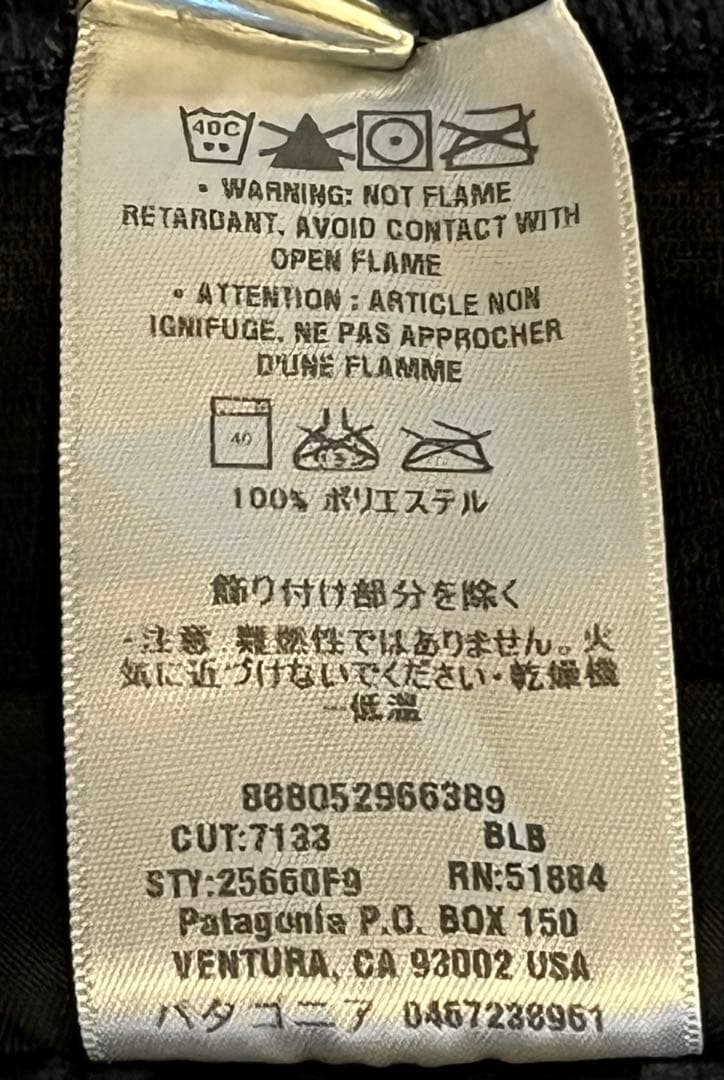 40C
• WARNING: NOT FLAME
RETARDANT, AVOID CONTACT WITH
OPEN FLAME
• ATTENTION : ARTICLE NON
IGNIFUGE, NE PAS APPROCHER
D'UNE FLAMME
40
100% ポリエステル
飾り付け部分を除く
・注意 難燃性ではありません。火
気に近づけないでください・乾燥機
ー低温
888052966389
CUT:7133 BLB
STY:25660F9 RN:51884
Patagonia P.O. BOX 150
VENTURA, CA 93002 USA
パタゴニア 0467238961